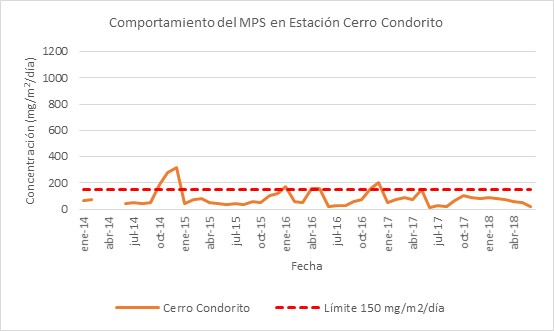 Comportamiento del MPS en Estación Cerro Condorito
Concentración (mg/m²/día)
1200
1000
800
600
400
200
0
ene-14
abr-14
jul-14
oct-14
ene-15
abr-15
jul-15
oct-15
ene-16
abr-16
jul-16
oct-16
ene-17
abr-17
jul-17
oct-17
ene-18
abr-18
Fecha
Cerro Condorito
Límite 150 mg/m2/día